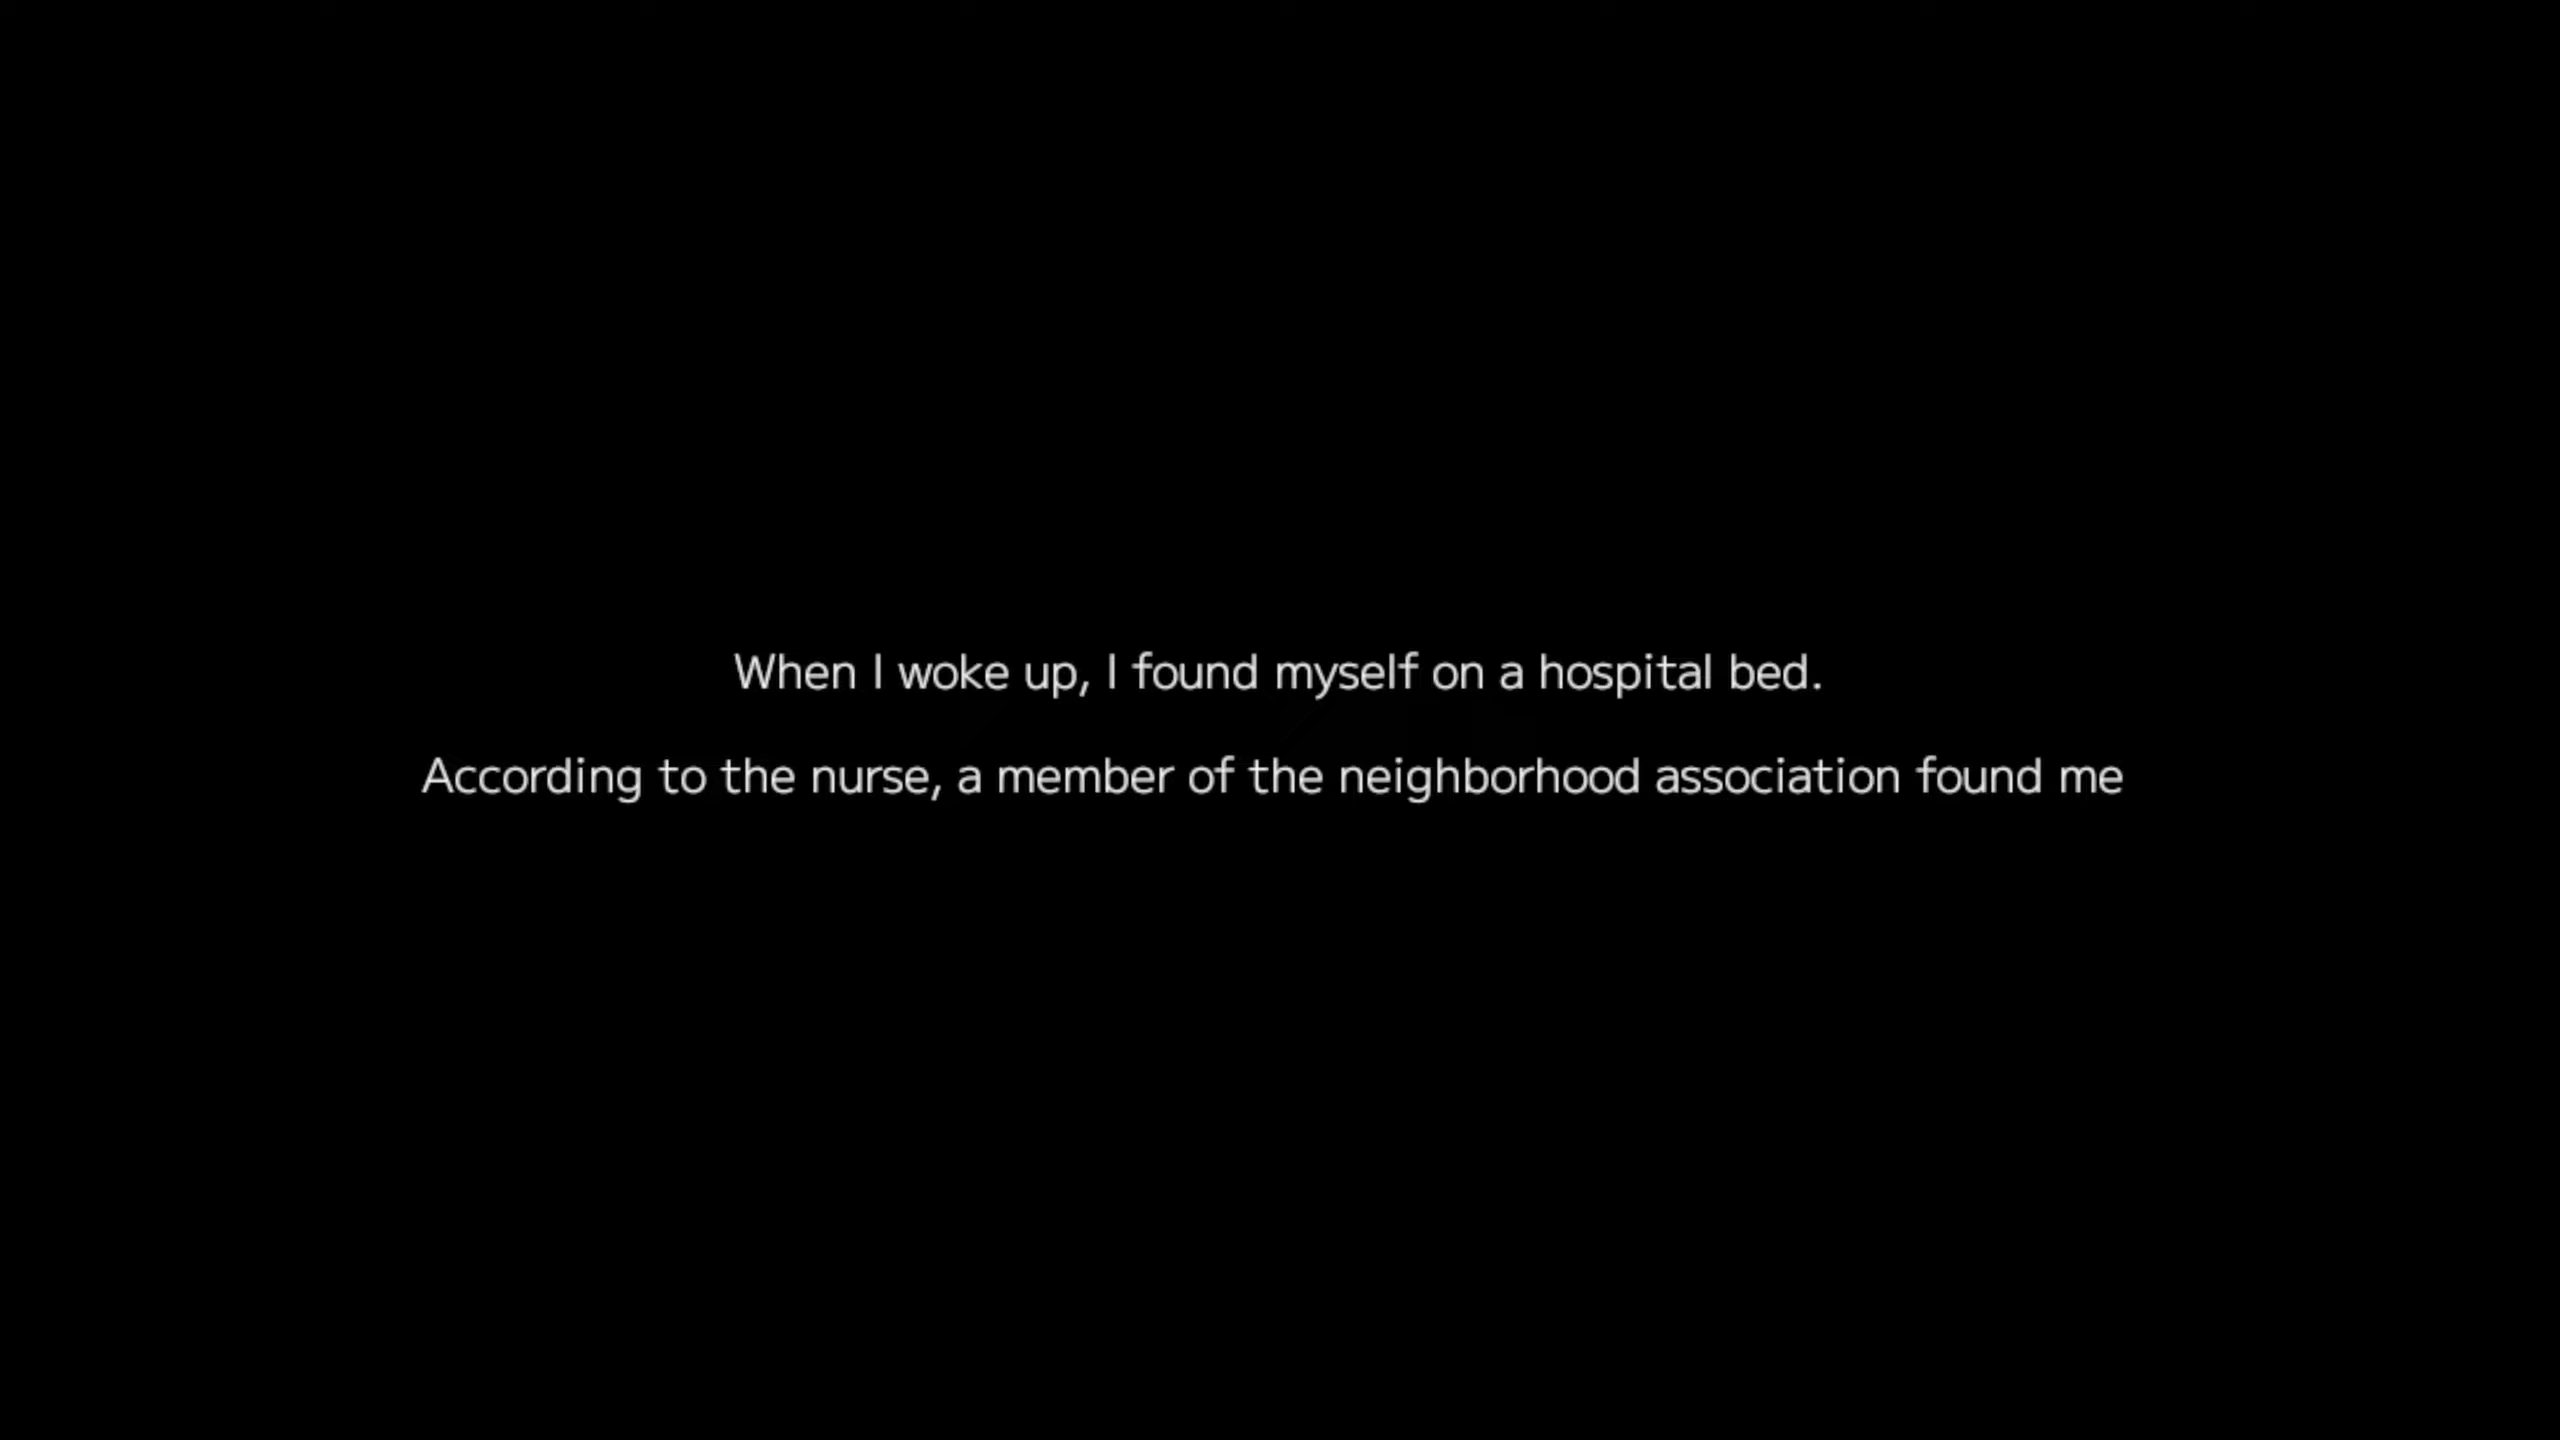 When I woke up, I found myself on a hospital bed.
According to the nurse, a member of the neighborhood association found me